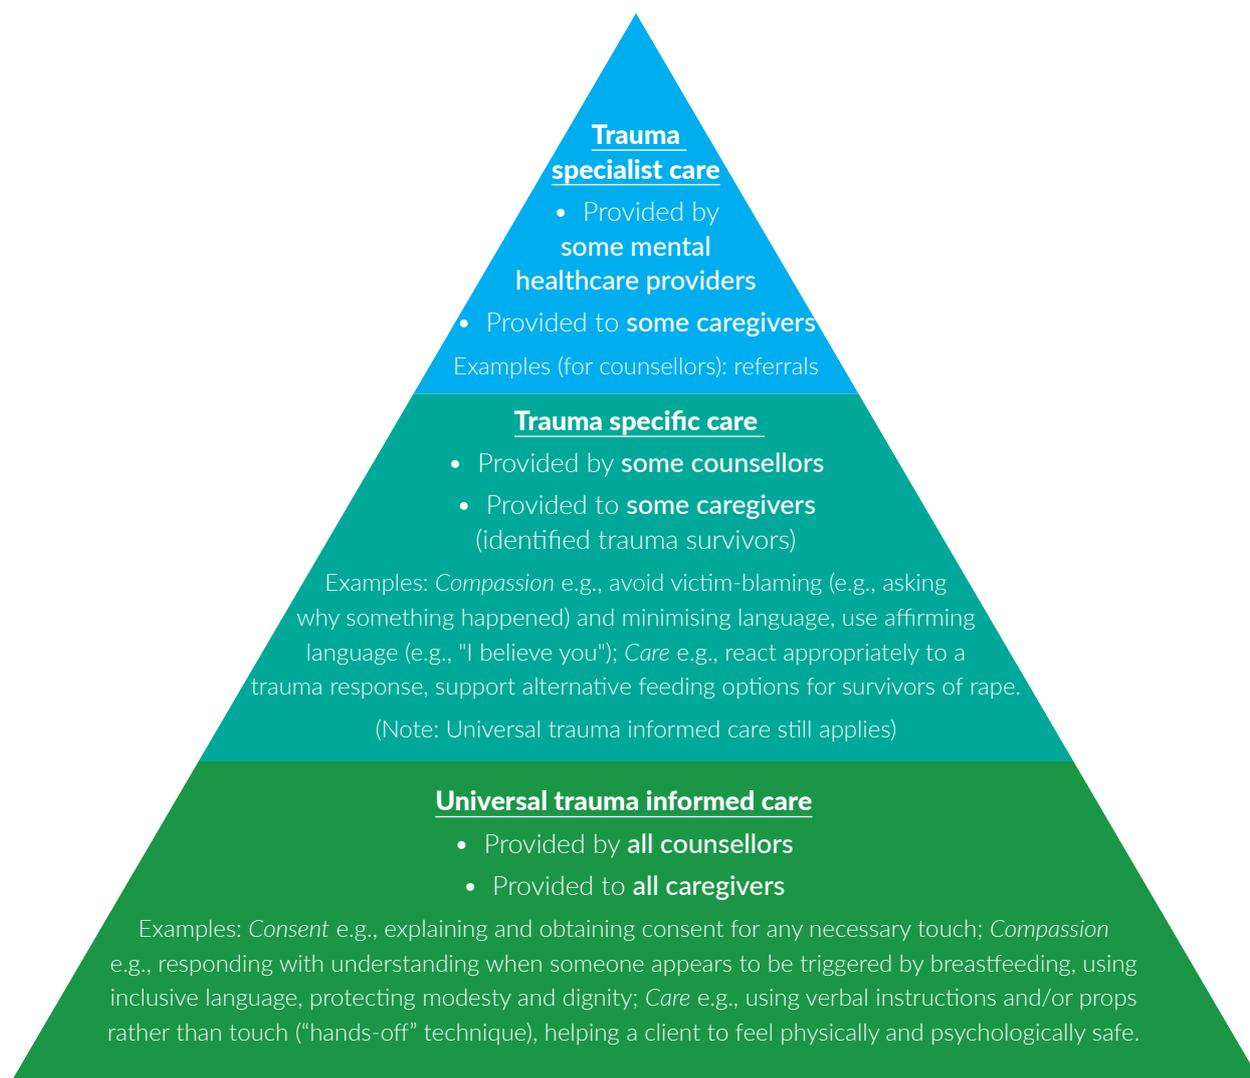 Trauma
specialist care
• Provided by
some mental
healthcare providers
• Provided to some caregivers
Examples (for counsellors): referrals
Trauma specific care
• Provided by some counsellors
• Provided to some caregivers
(identified trauma survivors)
Examples: Compassion e.g., avoid victim-blaming (e.g., asking
why something happened) and minimising language, use affirming
language (e.g., "I believe you"); Care e.g., react appropriately to a
trauma response, support alternative feeding options for survivors of rape.
(Note: Universal trauma informed care still applies)
Universal trauma informed care
• Provided by all counsellors
• Provided to all caregivers
Examples: Consent e.g., explaining and obtaining consent for any necessary touch; Compassion
e.g., responding with understanding when someone appears to be triggered by breastfeeding, using
inclusive language, protecting modesty and dignity; Care e.g., using verbal instructions and/or props
rather than touch (“hands-off” technique), helping a client to feel physically and psychologically safe.